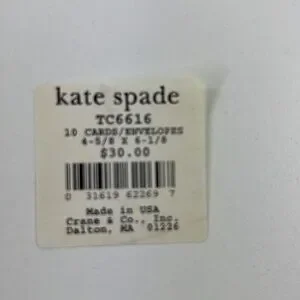 kate spade
TC6616
10 CARDS/ENVELOPES
4-5/8 X 6-1/8
$30.00
0 31619 62269 7
Made in USA
Crane & Co., Inc.
Dalton, MA 01226